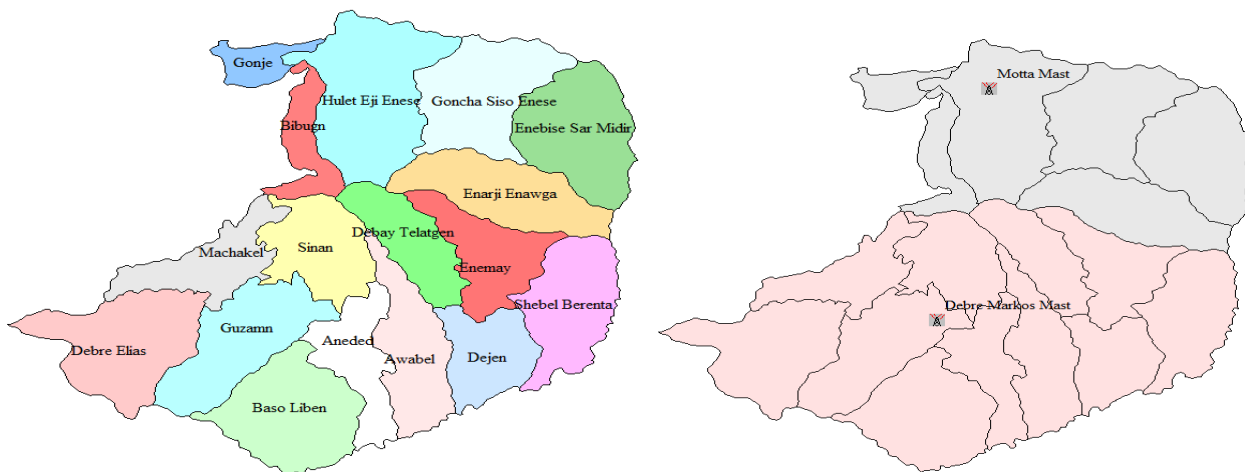 Gonje
Hulet Eji Enese
Goncha Siso Enese
Bibugn
Enebise Sar Midir
Enarji Enawga
Debay Telatgen
Sinan
Machakel
Enemay
Shebel Berenta
Guzamn
Aneded
Debre Elias
Awabel
Dejen
Baso Liben
Motta Mast
Debre Markos Mast